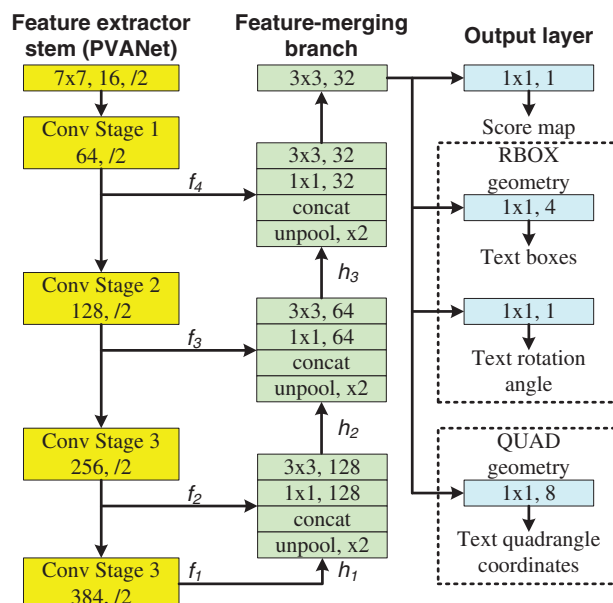 Feature extractor
stem (PVANet)
7x7, 16, /2
Conv Stage 1
64, /2
Conv Stage 2
128, /2
Conv Stage 3
256, /2
Conv Stage 3
384, /2
f4
f3
f2
f1
Feature-merging
branch
3x3, 32
3x3, 32
1x1, 32
concat
unpool, x2
h3
3x3, 64
1x1, 64
concat
unpool, x2
h2
3x3, 128
1x1, 128
concat
unpool, x2
h1
Output layer
1x1, 1
Score map
RBOX
geometry
1x1, 4
Text boxes
1x1, 1
Text rotation
angle
QUAD
geometry
1x1, 8
Text quadrangle
coordinates